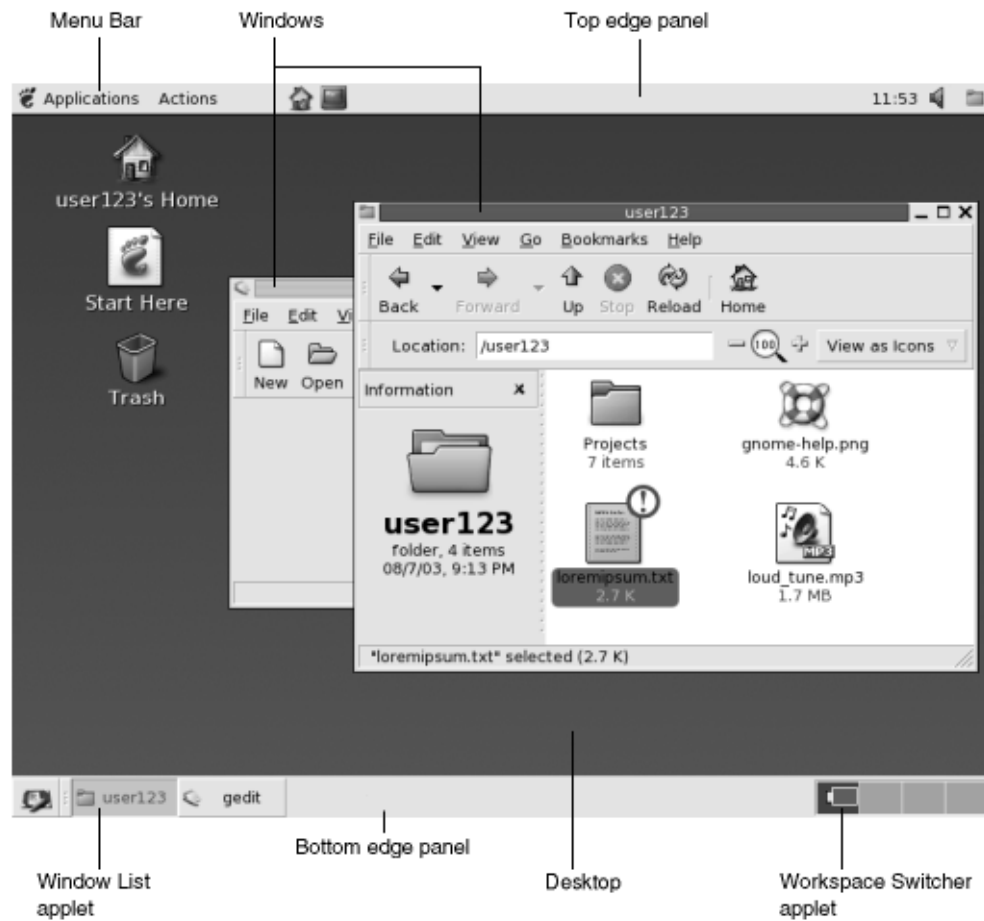 Menu Bar
Windows
Top edge panel
Applications Actions
11:53
user123's Home
Start Here
Trash
File Edit Vi
New Open
user123
File Edit View Go Bookmarks Help
Back Forward Up Stop Reload Home
Location: /user123
100
View as Icons
Information
user123
folder, 4 items
08/7/03, 9:13 PM
Projects
7 items
gnome-help.png
4.6 K
loremipsum.txt
2.7 K
MP3
loud_tune.mp3
1.7 MB
"loremipsum.txt" selected (2.7 K)
user123
gedit
Bottom edge panel
Window List
applet
Desktop
Workspace Switcher
applet